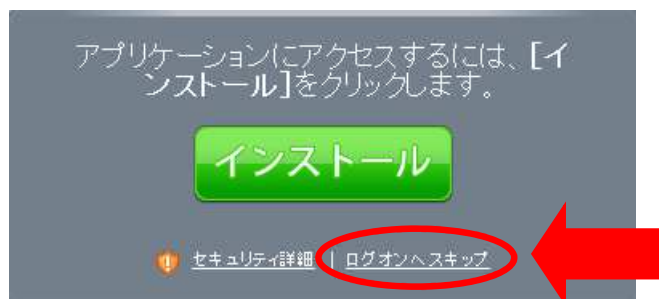 アプリケーションにアクセスするには、[イ
ンストール]をクリックします。
インストール
セキュリティ詳細 | ログオンへスキップ